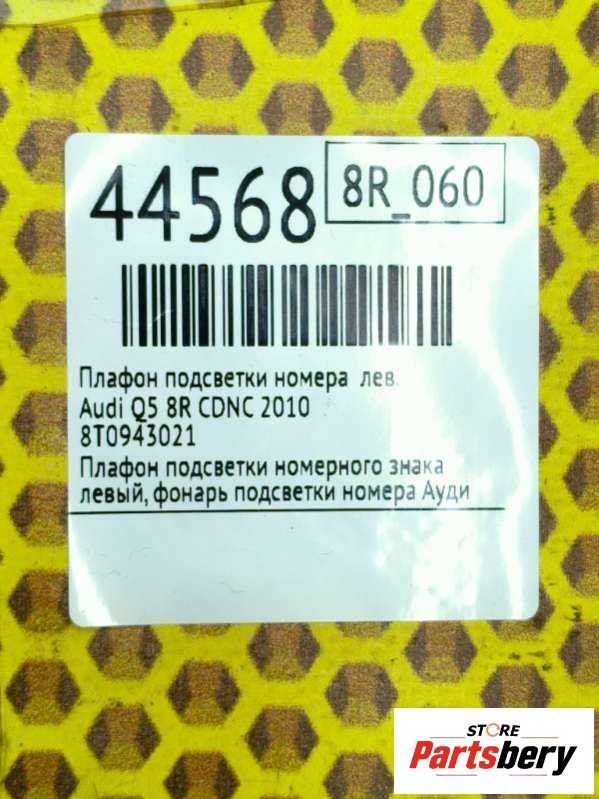 44568
8R_060
Плафон подсветки номера лев.
Audi Q5 8R CDNC 2010
8T0943021
Плафон подсветки номерного знака
левый, фонарь подсветки номера Ауди
STORE
Partsbery